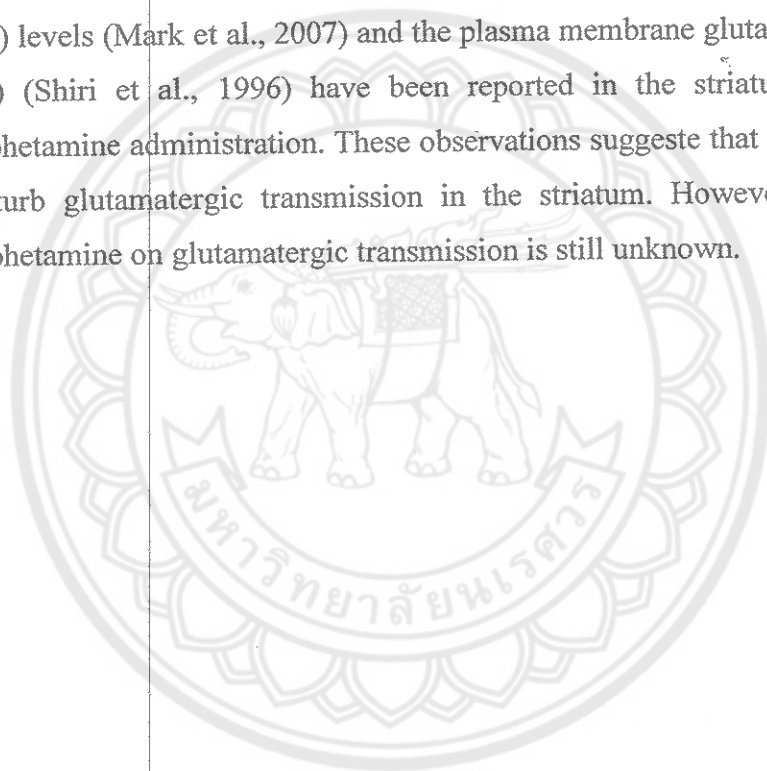 ) levels (Mark et al., 2007) and the plasma membrane gluta
) (Shiri et al., 1996) have been reported in the striatu
hetamine administration. These observations suggeste that
turb glutamatergic transmission in the striatum. Howeve
hetamine on glutamatergic transmission is still unknown.
มหาวิทยาลัยนเรศวร